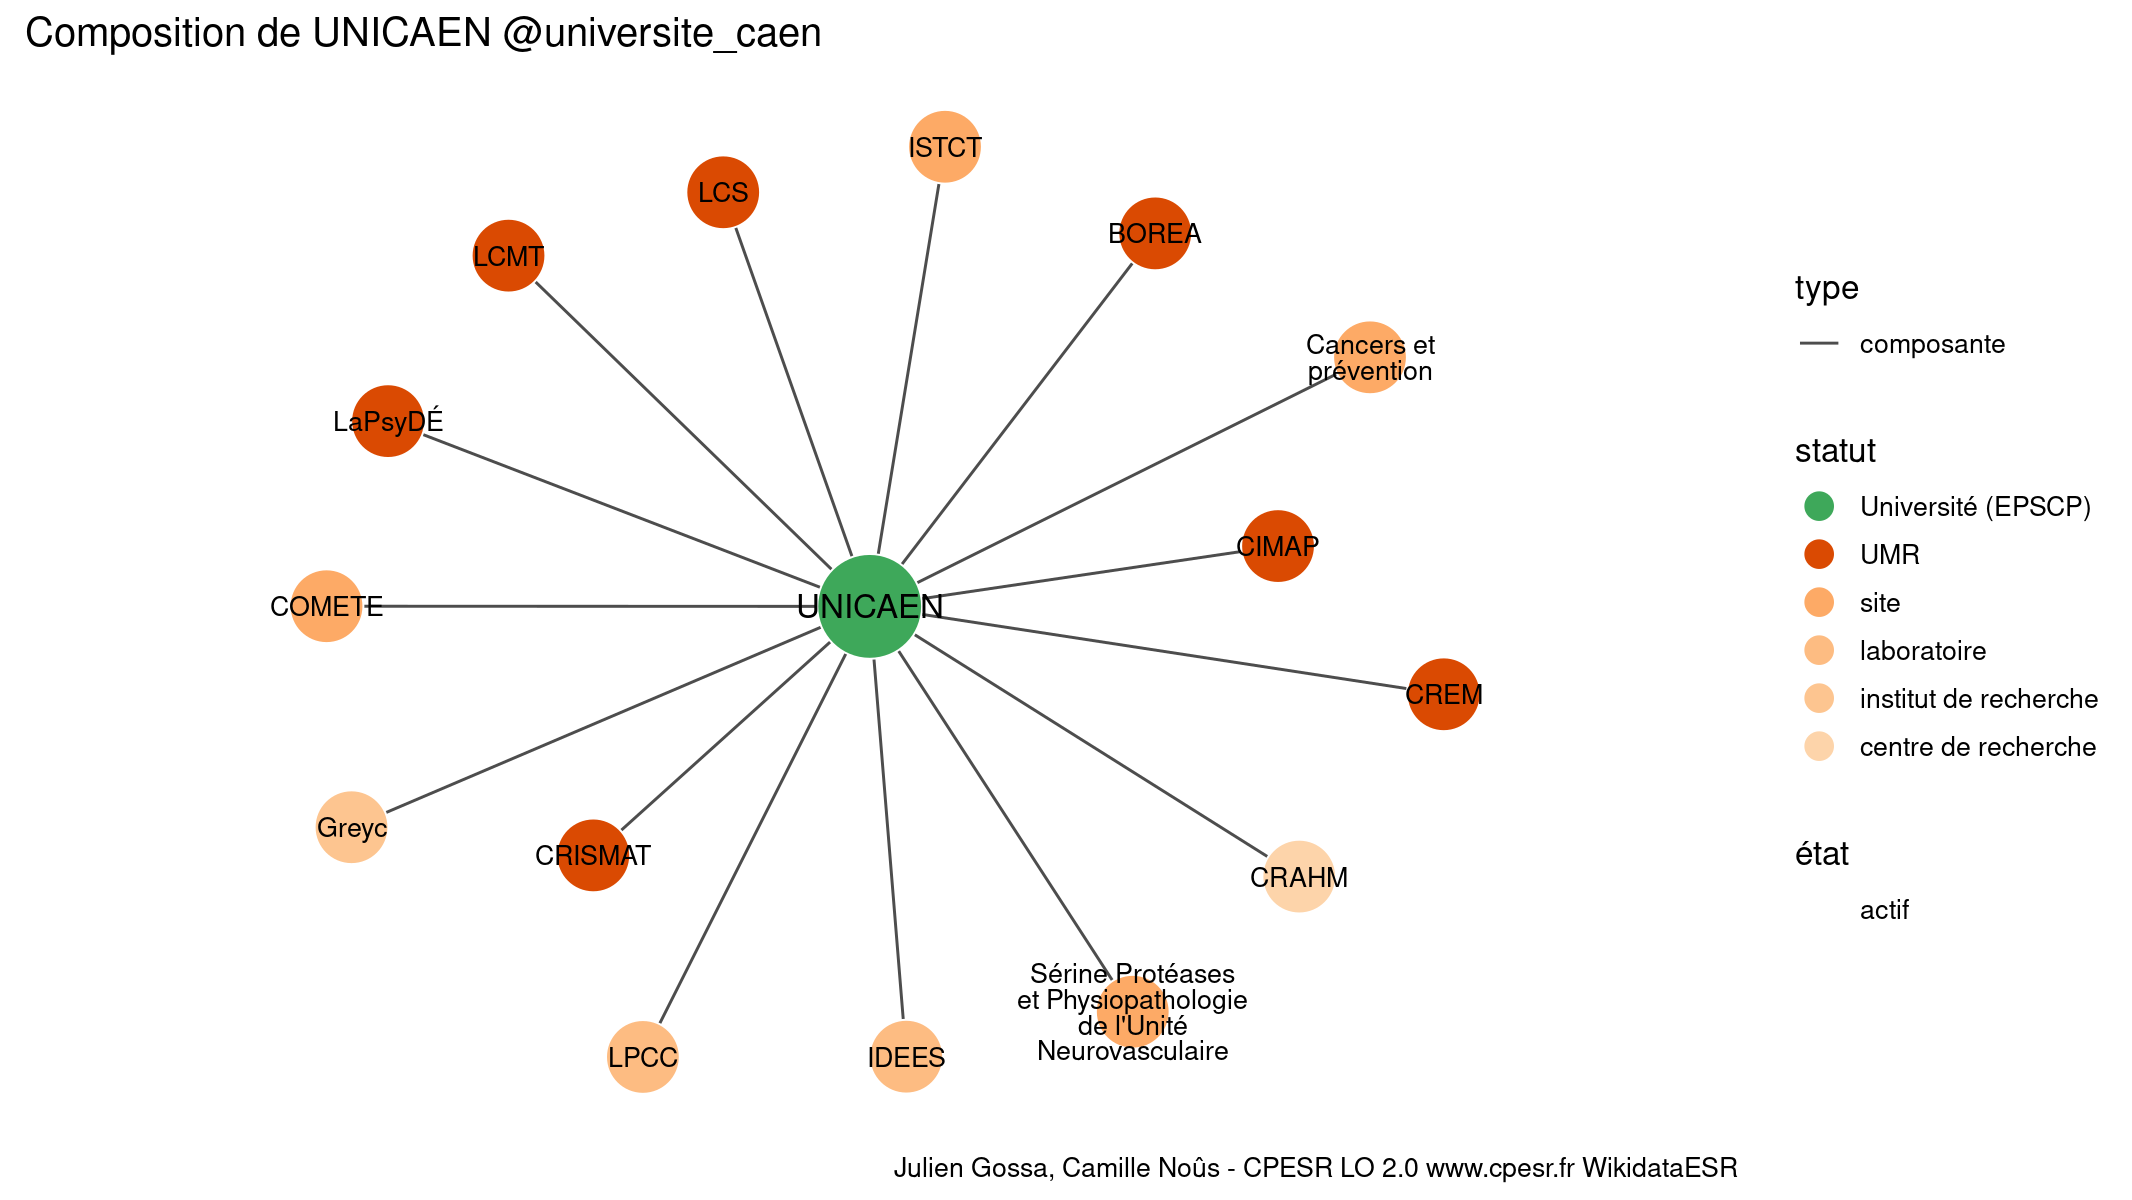 Composition de UNICAEN @universite_caen
ISTCT
LCS
BOREA
LCMT
Cancers et
prévention
LaPsyDÉ
CIMAP
COMETE
UNICAEN
CREM
Greyc
CRISMAT
CRAHM
Sérine Protéases
et Physiopathologie
de l'Unité
Neurovasculaire
LPCC
IDEES
type
composante
statut
Université (EPSCP)
UMR
site
laboratoire
institut de recherche
centre de recherche
état
actif
Julien Gossa, Camille Noûs - CPESR LO 2.0 www.cpesr.fr WikidataESR